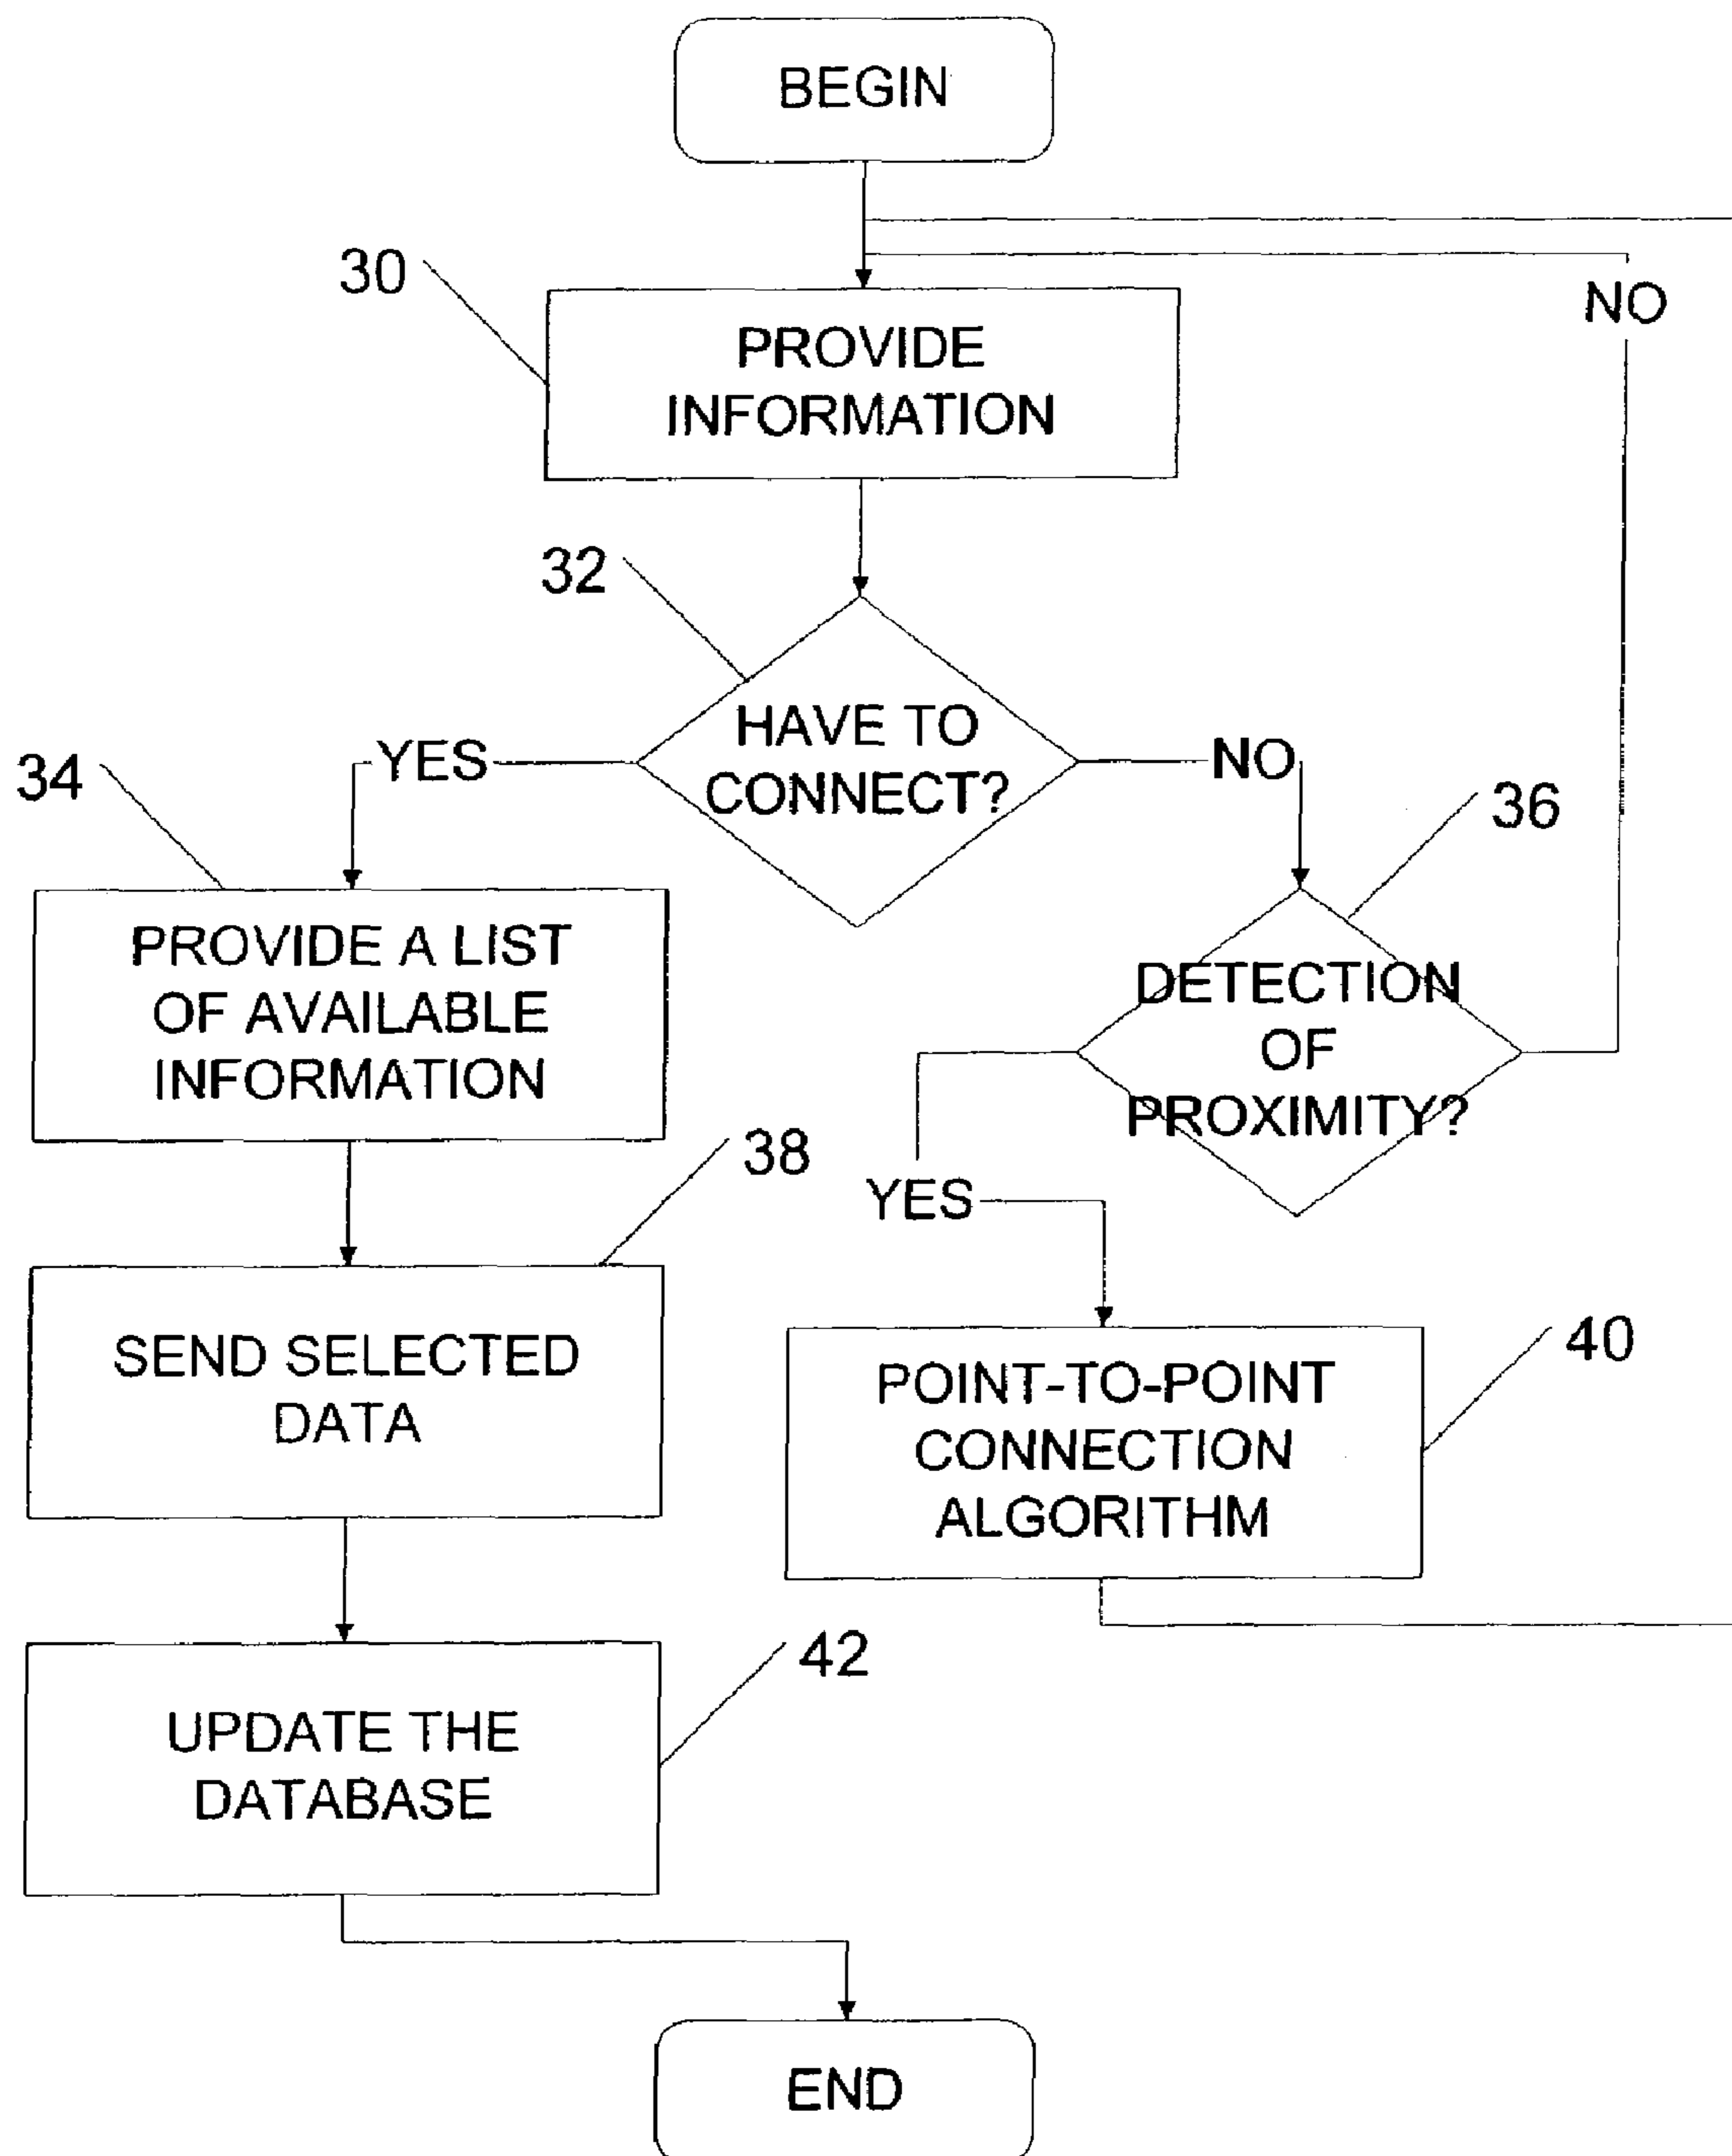 BEGIN
30
NO
PROVIDE
INFORMATION
32
HAVE TO
CONNECT?
YES
NO
34
36
PROVIDE A LIST
OF AVAILABLE
INFORMATION
DETECTION
OF
PROXIMITY?
38
YES
SEND SELECTED
DATA
40
POINT-TO-POINT
CONNECTION
ALGORITHM
42
UPDATE THE
DATABASE
END